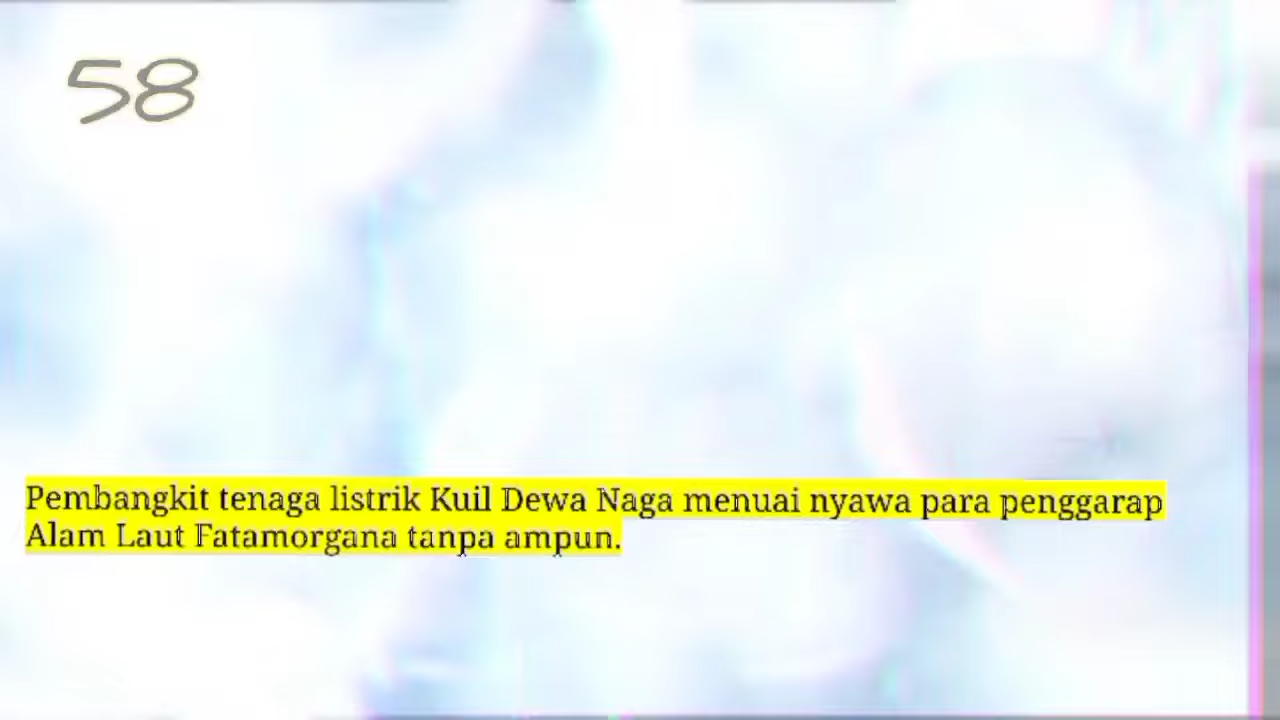 58
Pembangkit tenaga listrik Kuil Dewa Naga menuai nyawa para penggarap
Alam Laut Fatamorgana tanpa ampun.